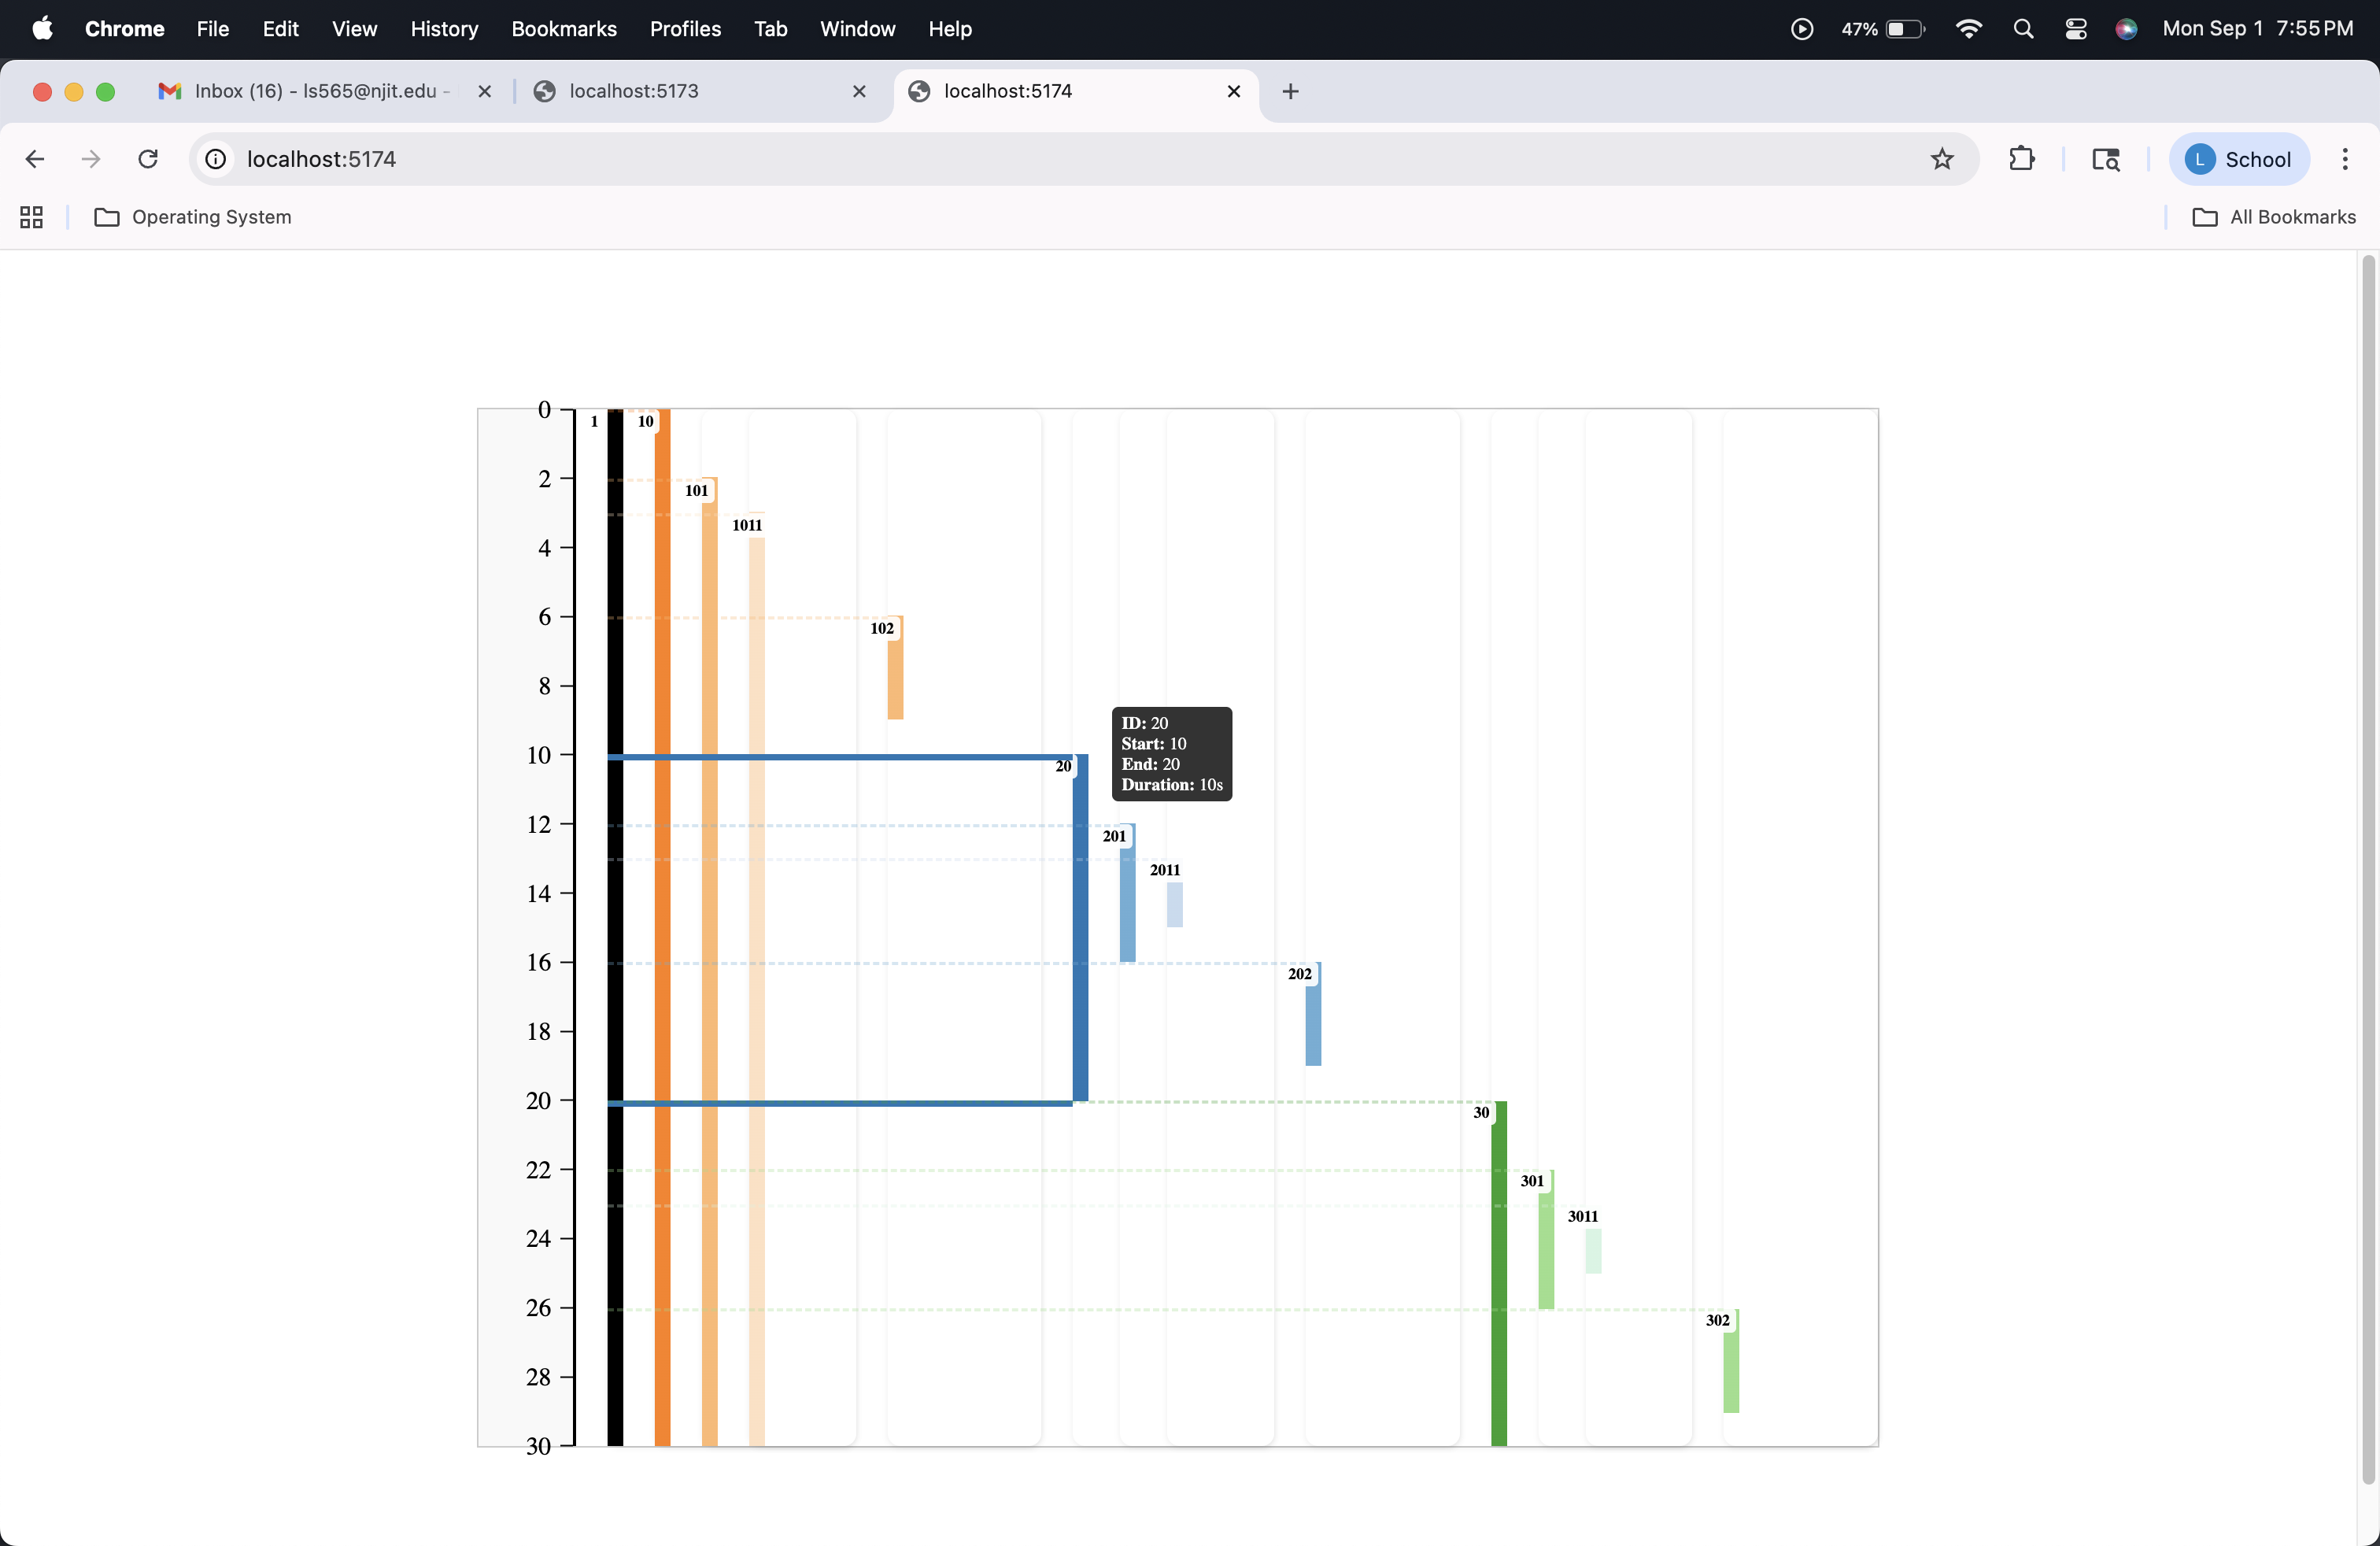 Chrome File Edit View History Bookmarks Profiles Tab Window Help 47% Mon Sep 1 7:55 PM
Inbox (16) - ls565@njit.edu - localhost:5173 localhost:5174
localhost:5174 L School
Operating System All Bookmarks
0 1 10
2 101
1011
4
6 102
8
ID: 20
Start: 10
End: 20
Duration: 10s
10 20
12 201
2011
14
16 202
18
20 30
22 301
3011
24
26 302
28
30